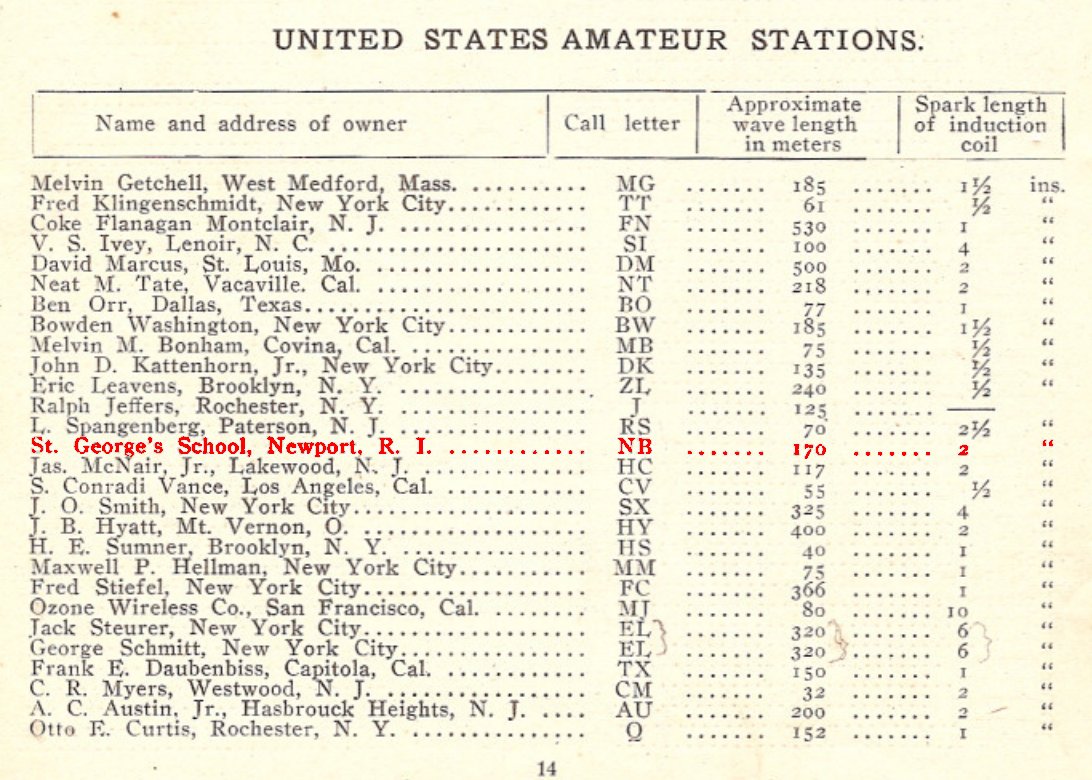 UNITED STATES AMATEUR STATIONS.
Name and address of owner | Call letter | Approximate wave length in meters | Spark length of induction coil
Melvin Getchell, West Medford, Mass. .......... MG ....... 185 ....... 1½ ins.
Fred Klingenschmidt, New York City.......... TT ....... 61 ....... ½ “
Coke Flanagan Montclair, N. J. .............. FN ....... 530 ....... 1 “
V. S. Ivey, Lenoir, N. C. ................... SI ....... 100 ....... 4 “
David Marcus, St. Louis, Mo. ................ DM ....... 500 ....... 2 “
Neat M. Tate, Vacaville. Cal. ............... NT ....... 218 ....... 2 “
Ben Orr, Dallas, Texas...................... BO ....... 77 ....... 1 “
Bowden Washington, New York City.......... BW ....... 185 ....... 1½ “
Melvin M. Bonham, Covina, Cal. ............. MB ....... 75 ....... ½ “
John D. Kattenhorn, Jr., New York City....... DK ....... 135 ....... ½ “
Eric Leavens, Brooklyn, N. Y. ............... ZL ....... 240 ....... ½ “
Ralph Jeffers, Rochester, N. Y. .............. J ....... 125 ....... —
L. Spangenberg, Paterson, N. J. .............. RS ....... 70 ....... 2½ “
St. George's School, Newport, R. I. ............ NB ....... 170 ....... 2 “
Jas. McNair, Jr., Lakewood, N. J. ............. HC ....... 117 ....... 2 “
S. Conradi Vance, Los Angeles, Cal. .......... CV ....... 55 ....... ½ “
J. O. Smith, New York City................. SX ....... 325 ....... 4 “
J. B. Hyatt, Mt. Vernon, O. ................ HY ....... 400 ....... 2 “
H. E. Sumner, Brooklyn, N. Y. .............. HS ....... 40 ....... 1 “
Maxwell P. Hellman, New York City.......... MM ....... 75 ....... 1 “
Fred Stiefel, New York City................ FC ....... 366 ....... 1 “
Ozone Wireless Co., San Francisco, Cal. ........ MJ ....... 80 ....... 10 “
Jack Steurer, New York City................ EL} ....... 320} ....... 6} “
George Schmitt, New York City............. EL} ....... 320} ....... 6} “
Frank E. Daubenbiss, Capitola, Cal. ........... TX ....... 150 ....... 1 “
C. R. Myers, Westwood, N. J. ............... CM ....... 32 ....... 2 “
A. C. Austin, Jr., Hasbrouck Heights, N. J. .... AU ....... 200 ....... 2 “
Otto E. Curtis, Rochester, N. Y. ............. Q ....... 152 ....... 1 “
14